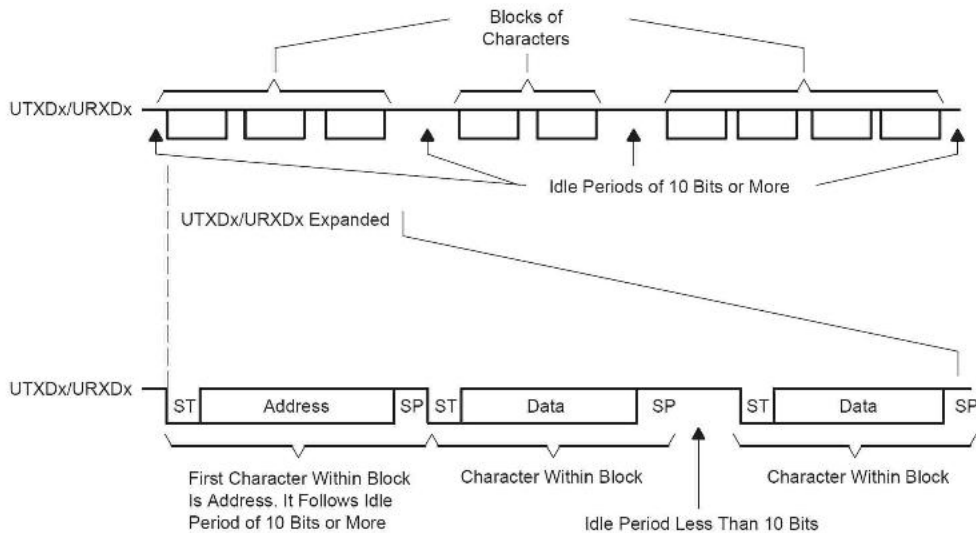 Blocks of
Characters
UTXDx/URXDx
Idle Periods of 10 Bits or More
UTXDx/URXDx Expanded
UTXDx/URXDx
ST
Address
SP
ST
Data
SP
ST
Data
SP
First Character Within Block
Is Address. It Follows Idle
Period of 10 Bits or More
Character Within Block
Character Within Block
Idle Period Less Than 10 Bits